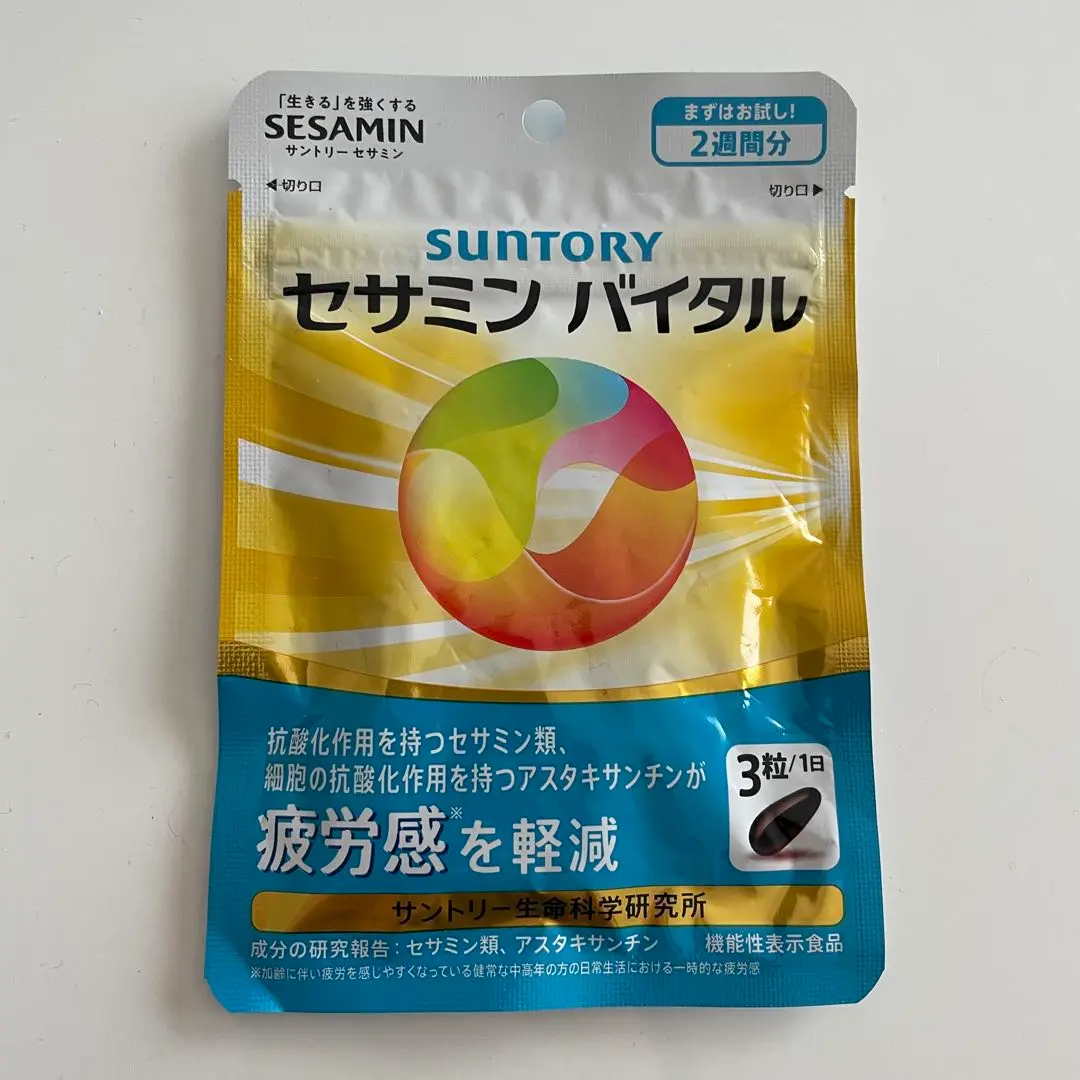 「生きる」を強くする
SESAMIN
サントリー セサミン
まずはお試し!
2週間分
◀切り口
切り口▶
SUNTORY
セサミン バイタル
抗酸化作用を持つセサミン類、
細胞の抗酸化作用を持つアスタキサンチンが
疲労感※を軽減
3粒/1日
サントリー生命科学研究所
成分の研究報告:セサミン類、アスタキサンチン
機能性表示食品
※加齢に伴い疲労を感じやすくなっている健常な中高年の方の日常生活における一時的な疲労感